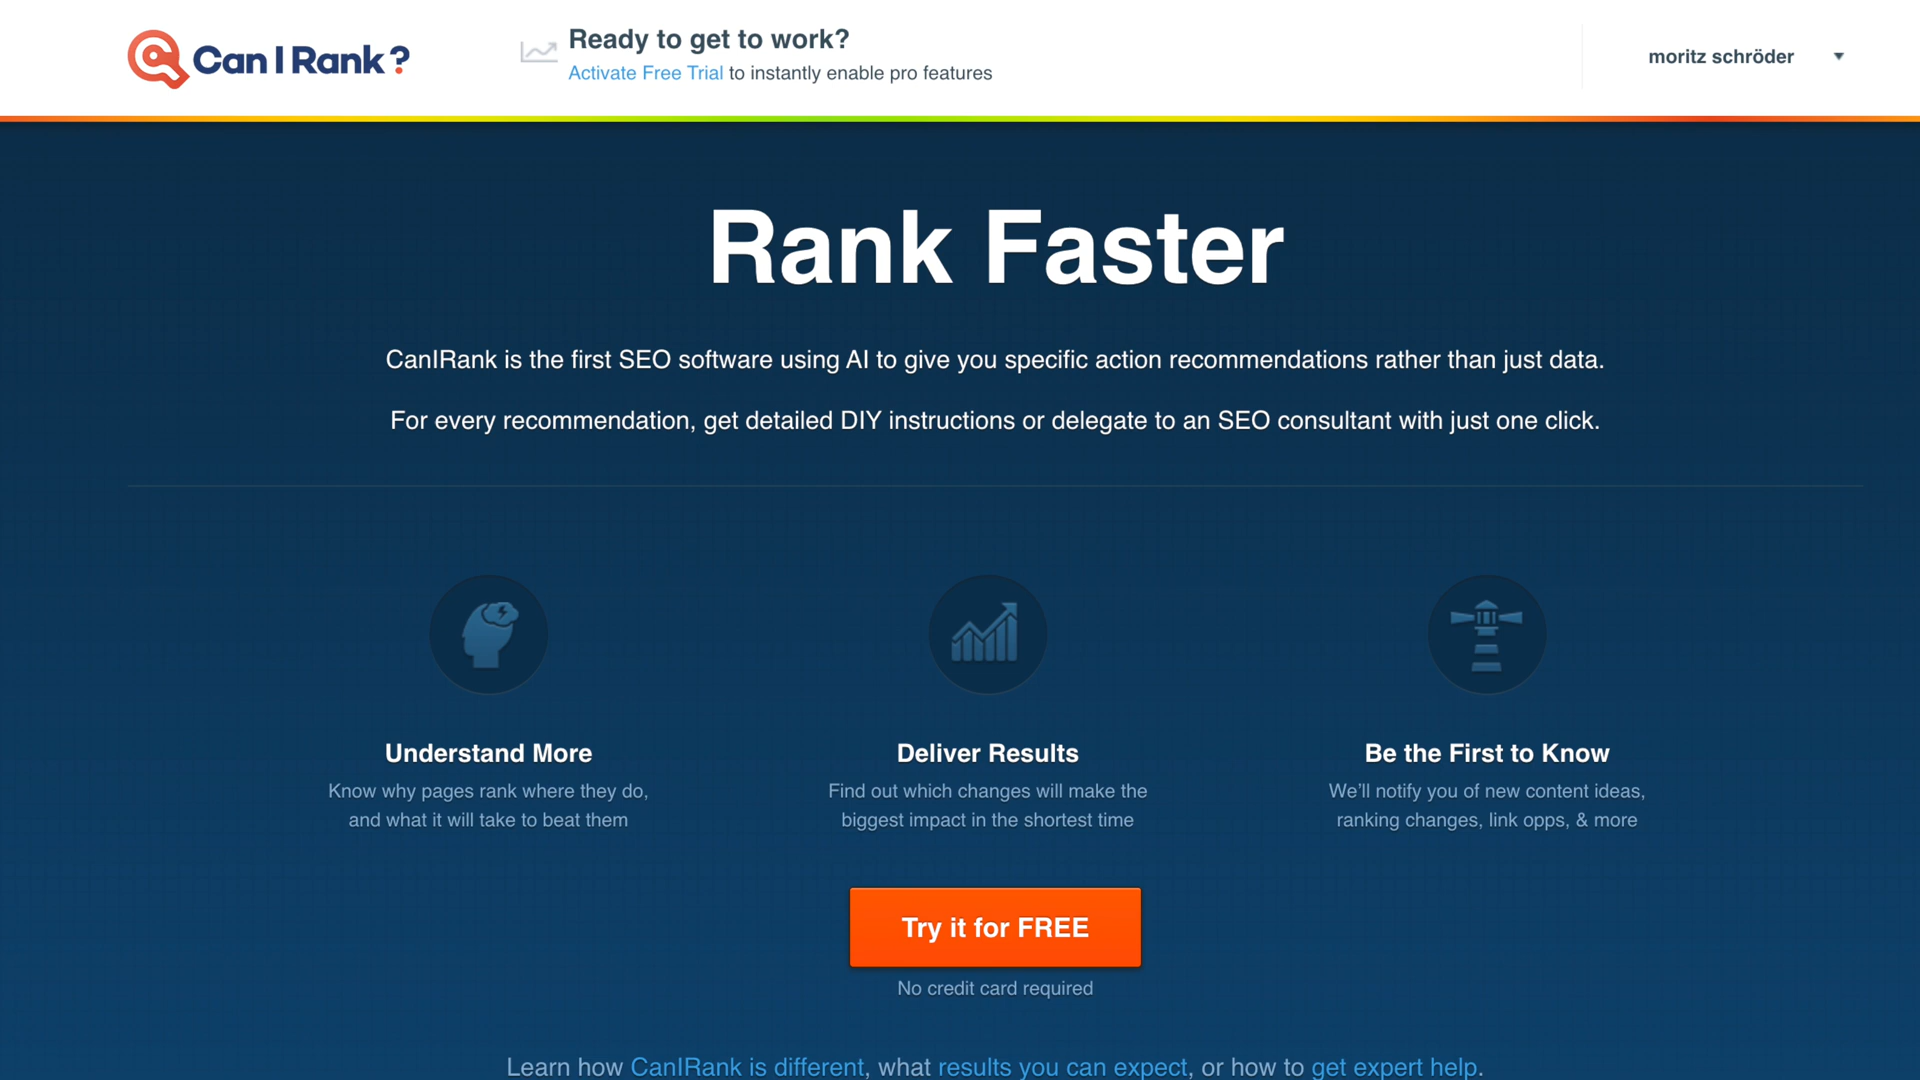 Can I Rank?
Ready to get to work?
Activate Free Trial to instantly enable pro features
moritz schröder
Rank Faster
CanIRank is the first SEO software using AI to give you specific action recommendations rather than just data.
For every recommendation, get detailed DIY instructions or delegate to an SEO consultant with just one click.
Understand More
Know why pages rank where they do,
and what it will take to beat them
Deliver Results
Find out which changes will make the
biggest impact in the shortest time
Be the First to Know
We’ll notify you of new content ideas,
ranking changes, link opps, & more
Try it for FREE
No credit card required
Learn how CanIRank is different, what results you can expect, or how to get expert help.